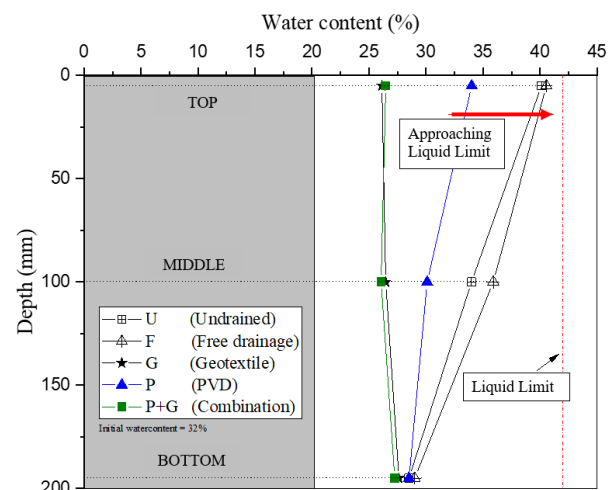 Water content (%)
0 5 10 15 20 25 30 35 40 45
0
TOP
Approaching
Liquid Limit
50
Depth (mm)
MIDDLE
100
U (Undrained)
F (Free drainage)
G (Geotextile)
P (PVD)
P+G (Combination)
Initial watercontent = 32%
150
Liquid Limit
BOTTOM
200